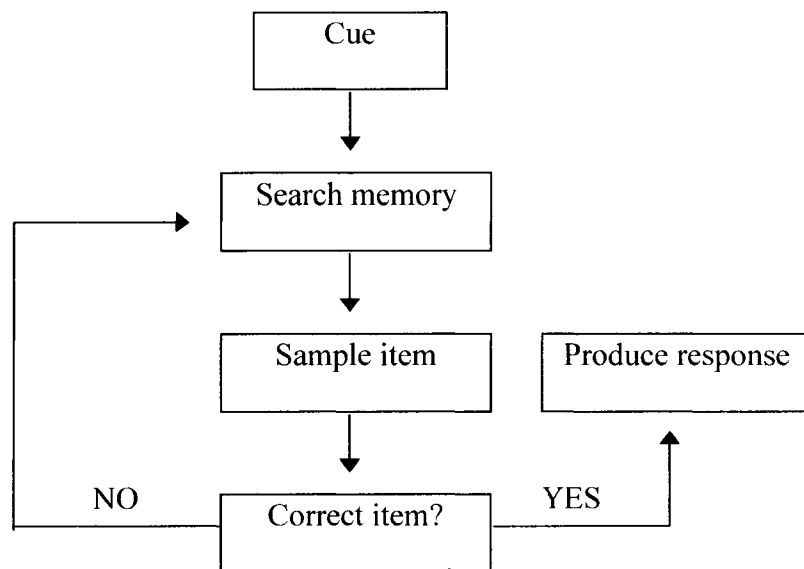 Cue
Search memory
Sample item
Produce response
NO
Correct item?
YES